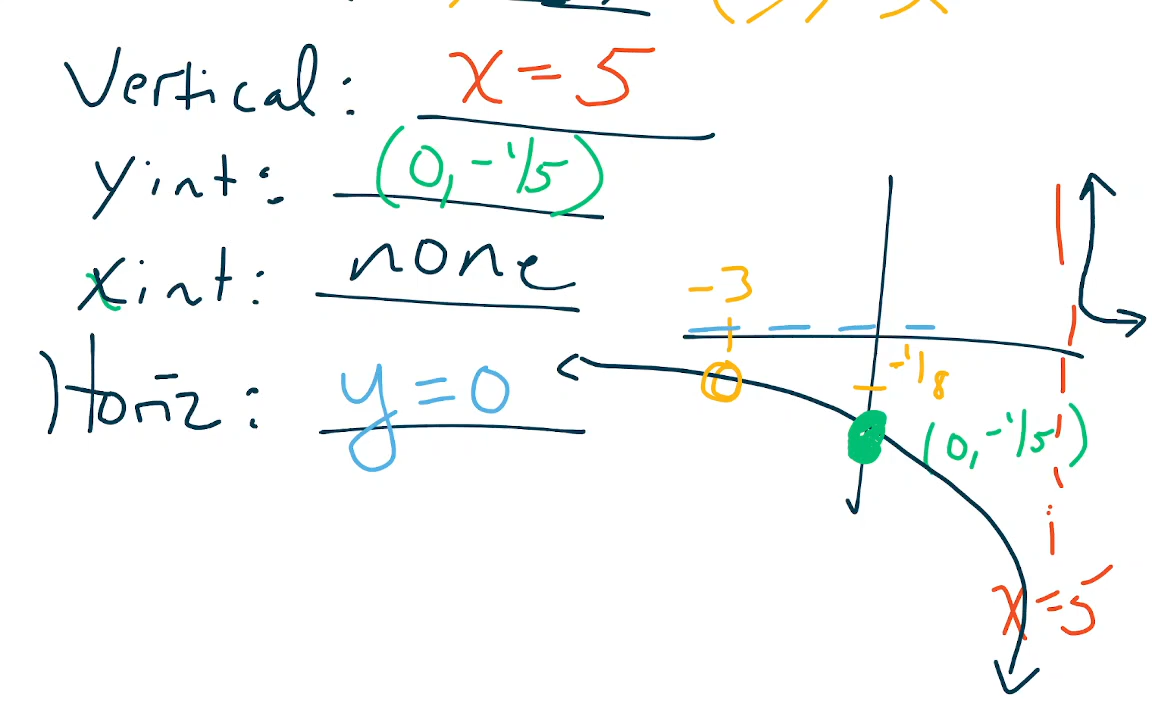 Vertical: x = 5
yint: (0, -1/5)
xint: none
Horiz: y = 0
-3
-1/8
(0, -1/5)
x = 5